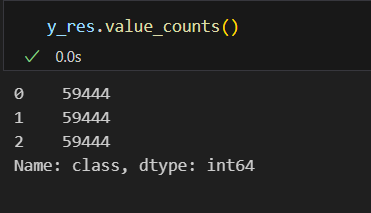 y_res.value_counts()
0.0s
0    59444
1    59444
2    59444
Name: class, dtype: int64